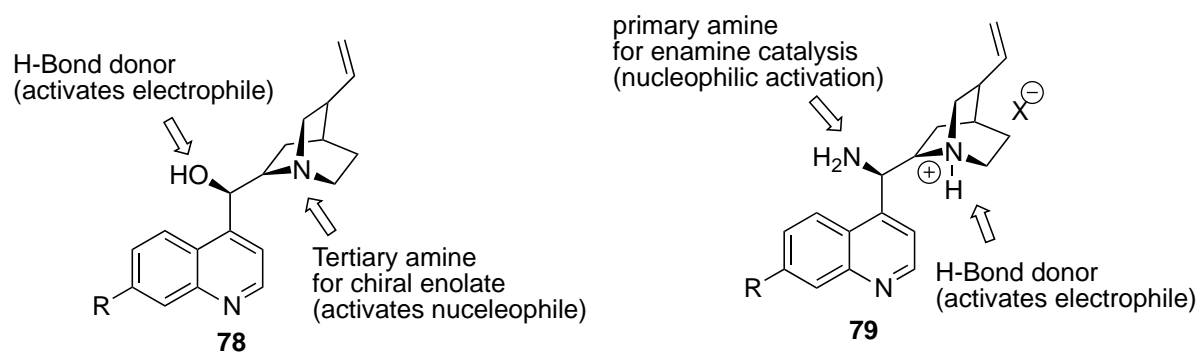 H-Bond donor
(activates electrophile)
HO
N
R
N
Tertiary amine
for chiral enolate
(activates nuceleophile)
78
primary amine
for enamine catalysis
(nucleophilic activation)
X⊖
H₂N
N
⊕
H
R
N
H-Bond donor
(activates electrophile)
79